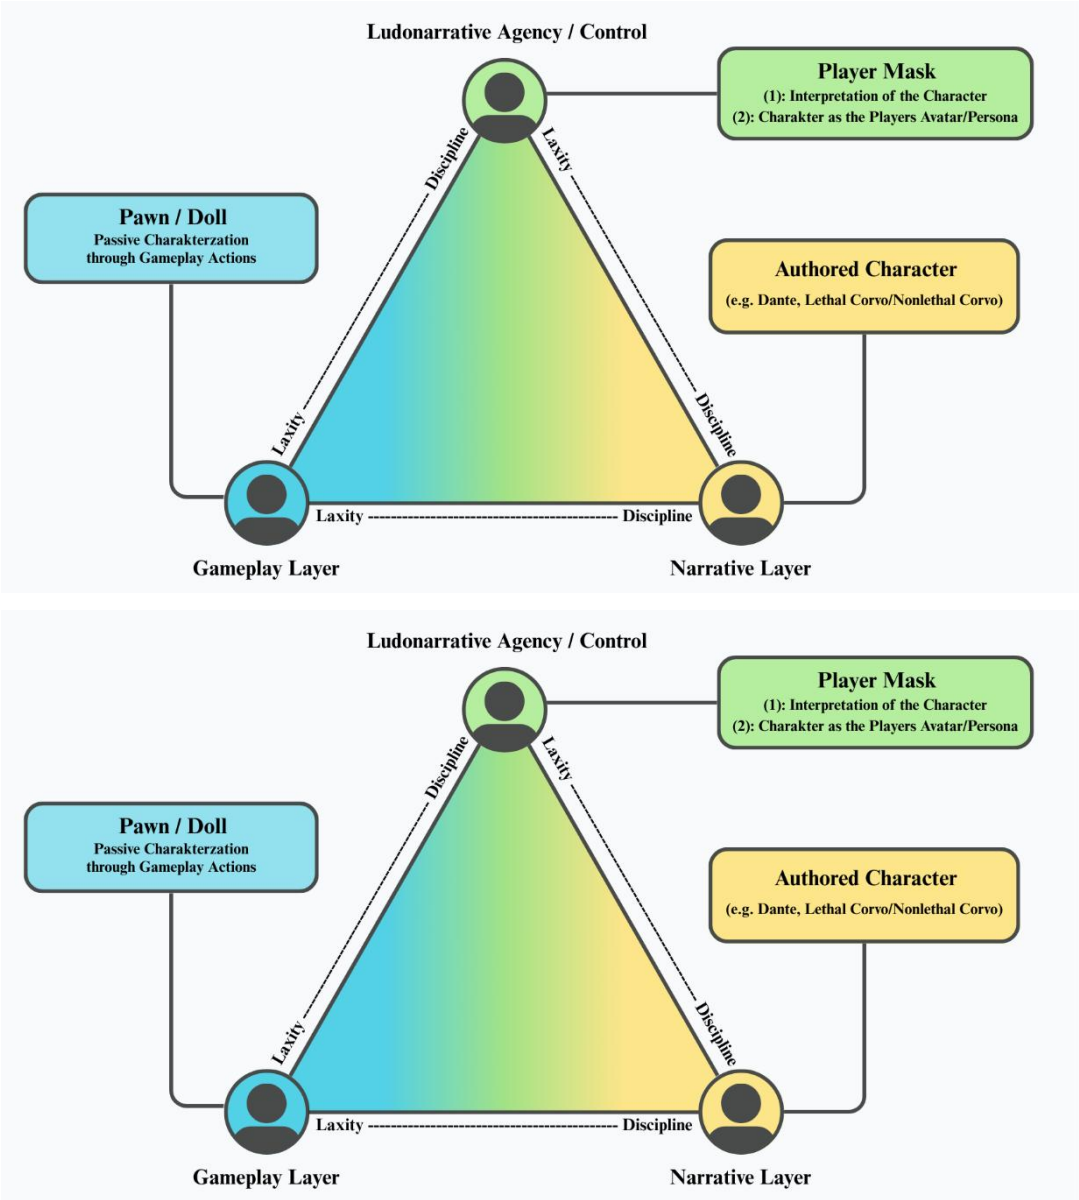 Ludonarrative Agency / Control
Player Mask
(1): Interpretation of the Character
(2): Charakter as the Players Avatar/Persona
Discipline
Laxity
Pawn / Doll
Passive Charakterzation
through Gameplay Actions
Authored Character
(e.g. Dante, Lethal Corvo/Nonlethal Corvo)
Laxity
Discipline
Laxity
Discipline
Gameplay Layer
Narrative Layer
Ludonarrative Agency / Control
Player Mask
(1): Interpretation of the Character
(2): Charakter as the Players Avatar/Persona
Discipline
Laxity
Pawn / Doll
Passive Charakterzation
through Gameplay Actions
Authored Character
(e.g. Dante, Lethal Corvo/Nonlethal Corvo)
Laxity
Discipline
Laxity
Discipline
Gameplay Layer
Narrative Layer